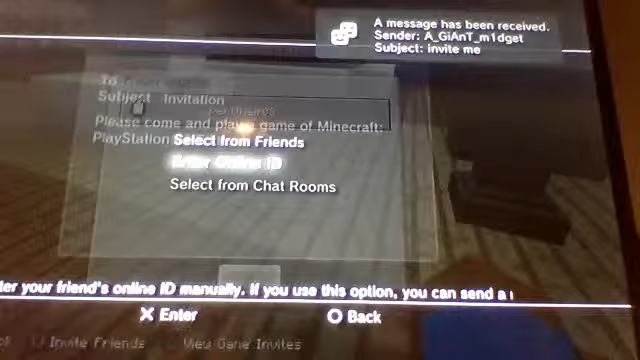 A message has been received.
Sender: A_GiAnT_m1dget
Subject: invite me
To
Subject Invitation
Please come and play a game of Minecraft:
PlayStation Select from Friends
Enter Online ID
Select from Chat Rooms
ter your friend's online ID manually. If you use this option, you can send a
X Enter
O Back
Invite Friends
View Game Invites